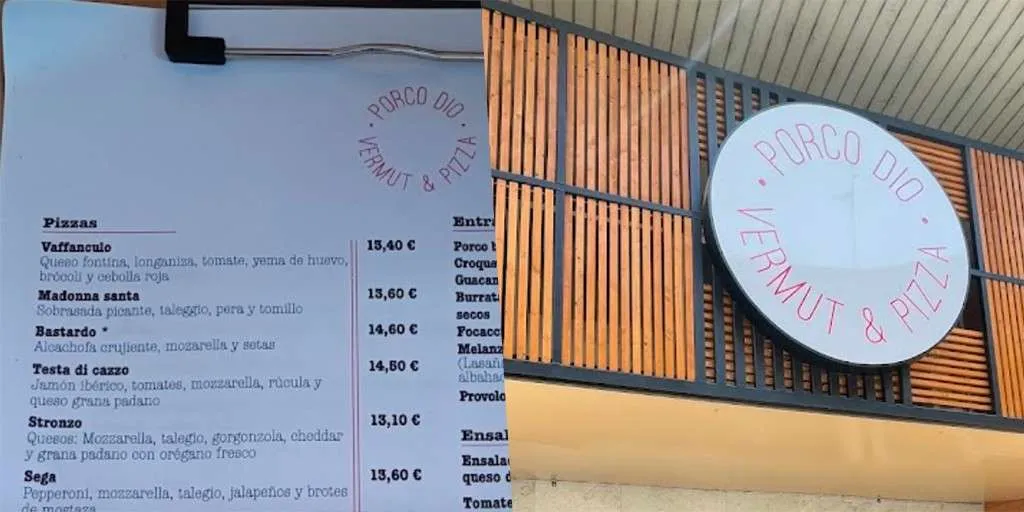 PORCO DIO
VERMUT & PIZZA
Pizzas
Vaffanculo 13,40 €
Queso fontina, longaniza, tomate, yema de huevo,
brócoli y cebolla roja
Madonna santa 13,60 €
Sobrasada picante, taleggio, pera y tomillo
Bastardo * 14,60 €
Alcachofa crujiente, mozarella y setas
Testa di cazzo 14,50 €
Jamón ibérico, tomates, mozzarella, rúcula y
queso grana padano
Stronzo 13,10 €
Quesos: Mozzarella, talegio, gorgonzola, cheddar
y grana padano con orégano fresco
Sega 13,60 €
Pepperoni, mozzarella, talegio, jalapeños y brotes
de mostaza
Entra
Porco
Croque
Guacam
Burrat
secos
Focacc
Melanz
(Lasañ
albahac
Provolo
Ensal
Ensala
queso d
Tomate
PORCO DIO
VERMUT & PIZZA